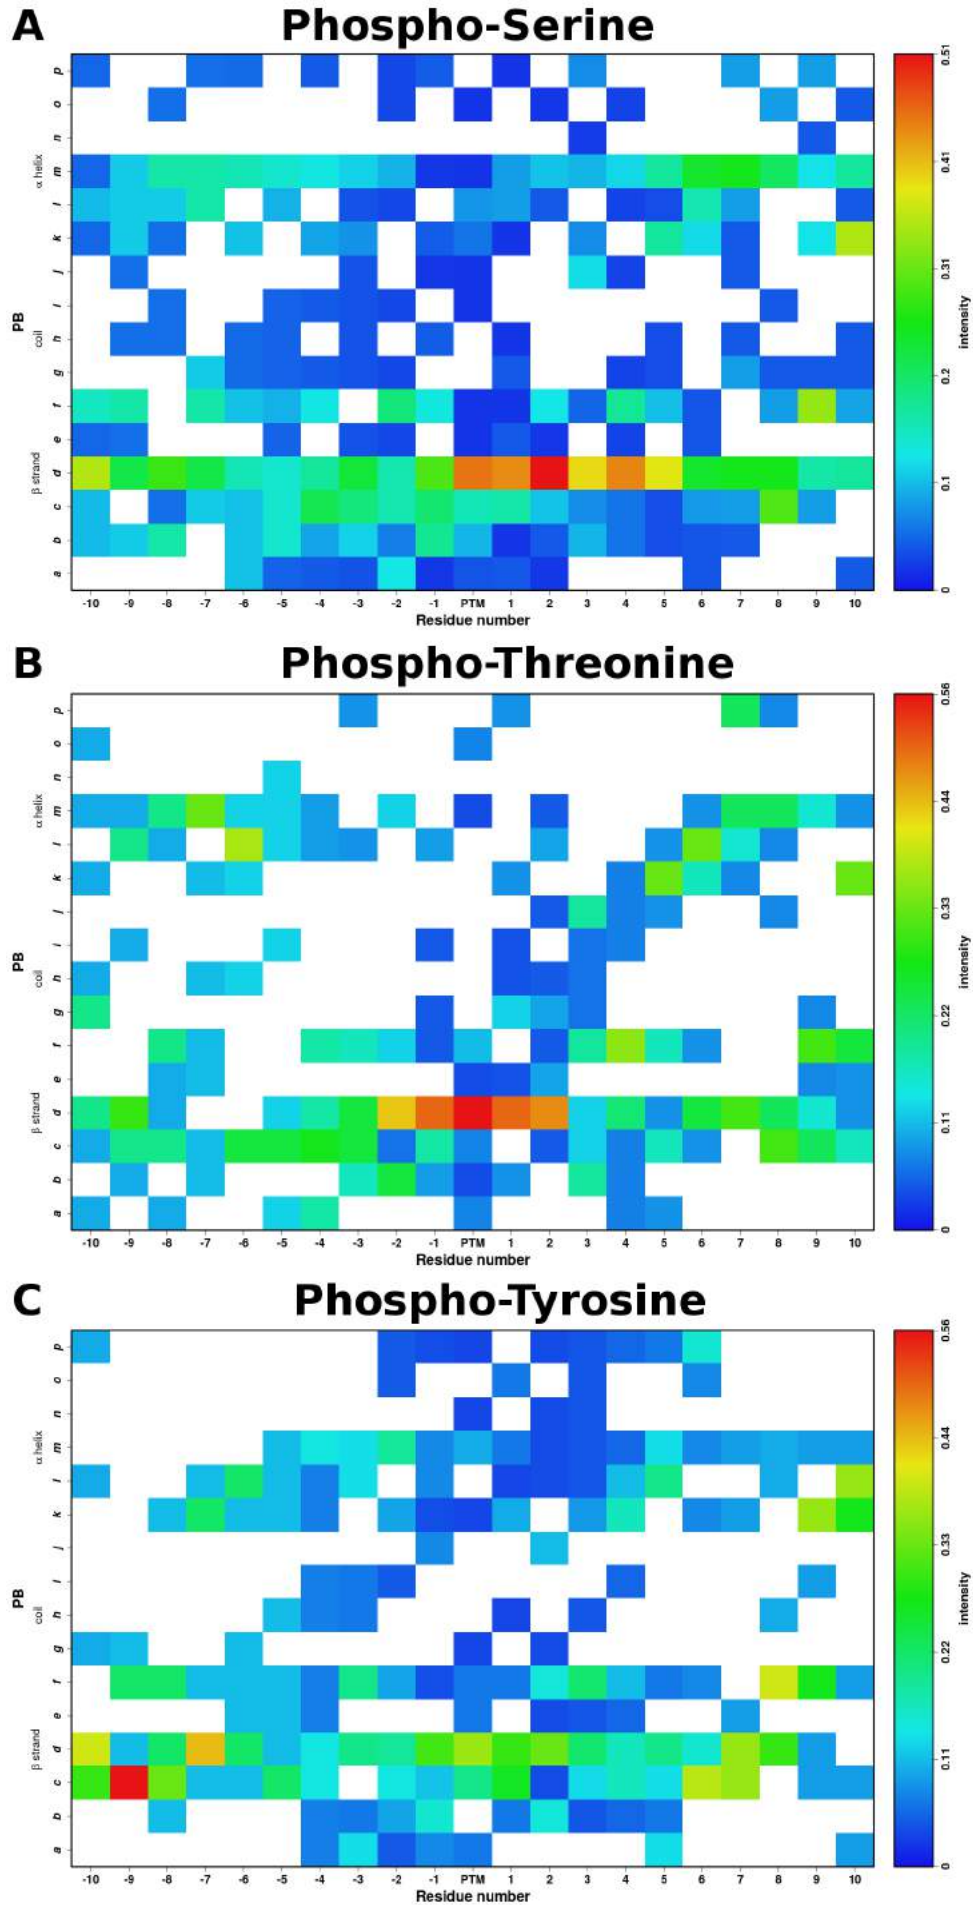 A Phospho-Serine
p
o
n
m
l
k
j
i
h
g
f
e
d
c
b
a
α helix
coil
β strand
PB
-10 -9 -8 -7 -6 -5 -4 -3 -2 -1 PTM 1 2 3 4 5 6 7 8 9 10
Residue number
0.51
0.41
0.31
0.2
0.1
0
intensity
B Phospho-Threonine
p
o
n
m
l
k
j
i
h
g
f
e
d
c
b
a
α helix
coil
β strand
PB
-10 -9 -8 -7 -6 -5 -4 -3 -2 -1 PTM 1 2 3 4 5 6 7 8 9 10
Residue number
0.56
0.44
0.33
0.22
0.11
0
intensity
C Phospho-Tyrosine
p
o
n
m
l
k
j
i
h
g
f
e
d
c
b
a
α helix
coil
β strand
PB
-10 -9 -8 -7 -6 -5 -4 -3 -2 -1 PTM 1 2 3 4 5 6 7 8 9 10
Residue number
0.56
0.44
0.33
0.22
0.11
0
intensity